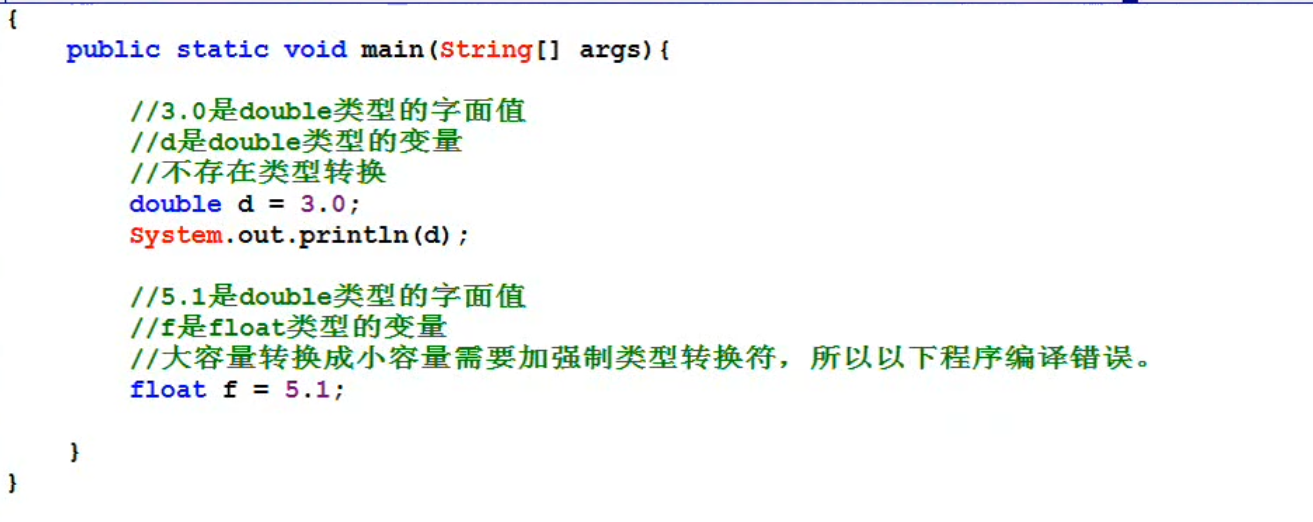 {
public static void main(String[] args){
//3.0是double类型的字面值
//d是double类型的变量
//不存在类型转换
double d = 3.0;
System.out.println(d);
//5.1是double类型的字面值
//f是float类型的变量
//大容量转换成小容量需要加强制类型转换符，所以以下程序编译错误。
float f = 5.1;
}
}